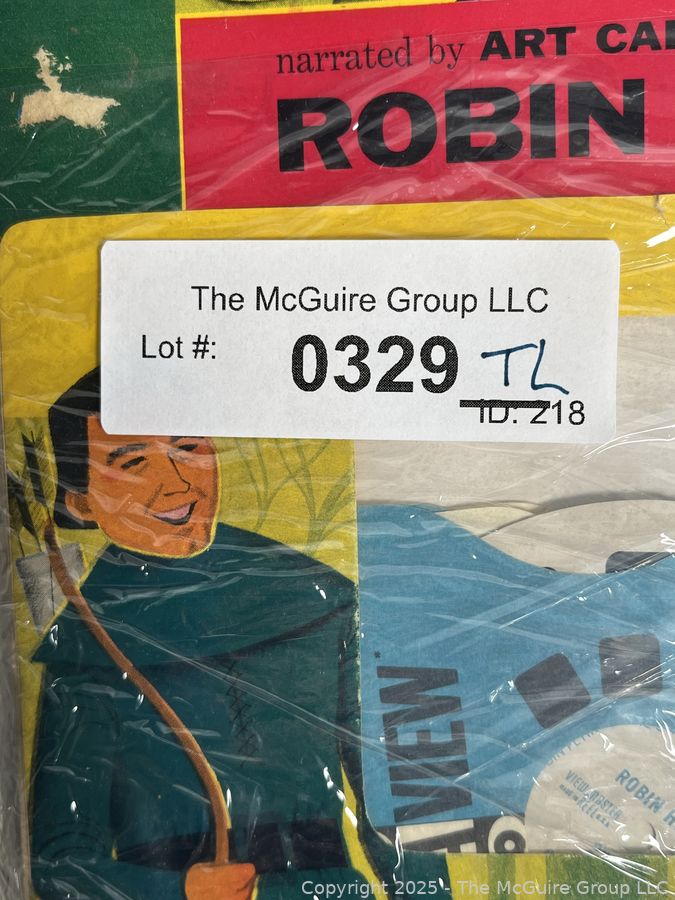 narrated by ART CA
ROBIN
The McGuire Group LLC
Lot #:
0329 TL
ID: 218
VIEW
VIEW-MASTER
ROBIN H
Copyright 2025 - The McGuire Group LLC